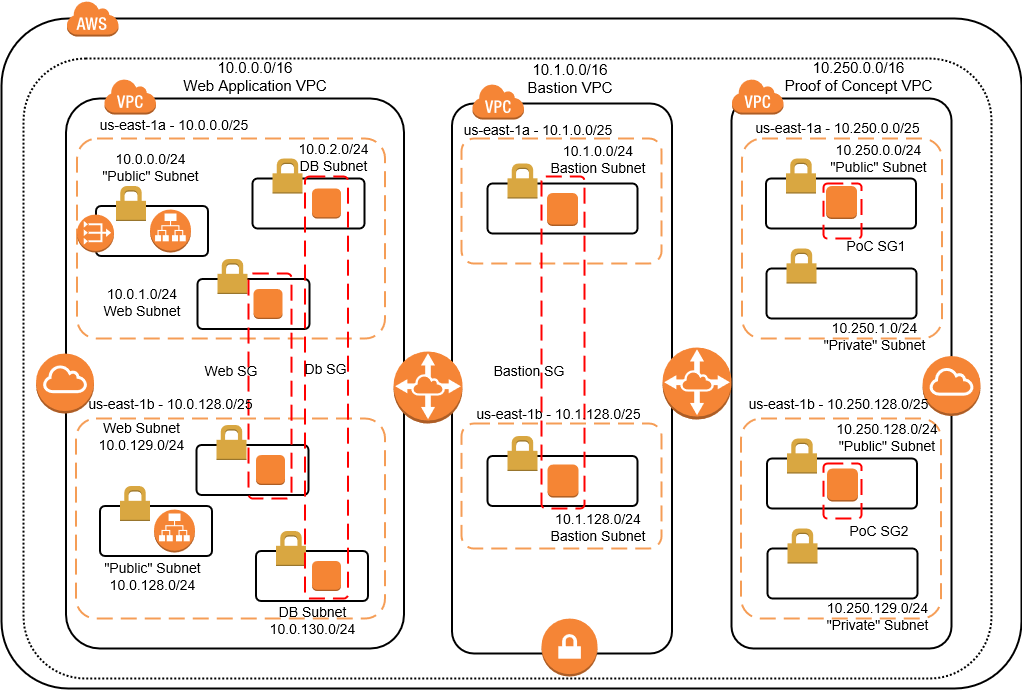 AWS
10.0.0.0/16
Web Application VPC
VPC
us-east-1a - 10.0.0.0/25
10.0.0.0/24
"Public" Subnet
10.0.2.0/24
DB Subnet
10.0.1.0/24
Web Subnet
Web SG
Db SG
us-east-1b - 10.0.128.0/25
Web Subnet
10.0.129.0/24
"Public" Subnet
10.0.128.0/24
DB Subnet
10.0.130.0/24
10.1.0.0/16
Bastion VPC
VPC
us-east-1a - 10.1.0.0/25
10.1.0.0/24
Bastion Subnet
Bastion SG
us-east-1b - 10.1.128.0/25
10.1.128.0/24
Bastion Subnet
10.250.0.0/16
Proof of Concept VPC
VPC
us-east-1a - 10.250.0.0/25
10.250.0.0/24
"Public" Subnet
PoC SG1
10.250.1.0/24
"Private" Subnet
us-east-1b - 10.250.128.0/25
10.250.128.0/24
"Public" Subnet
PoC SG2
10.250.129.0/24
"Private" Subnet